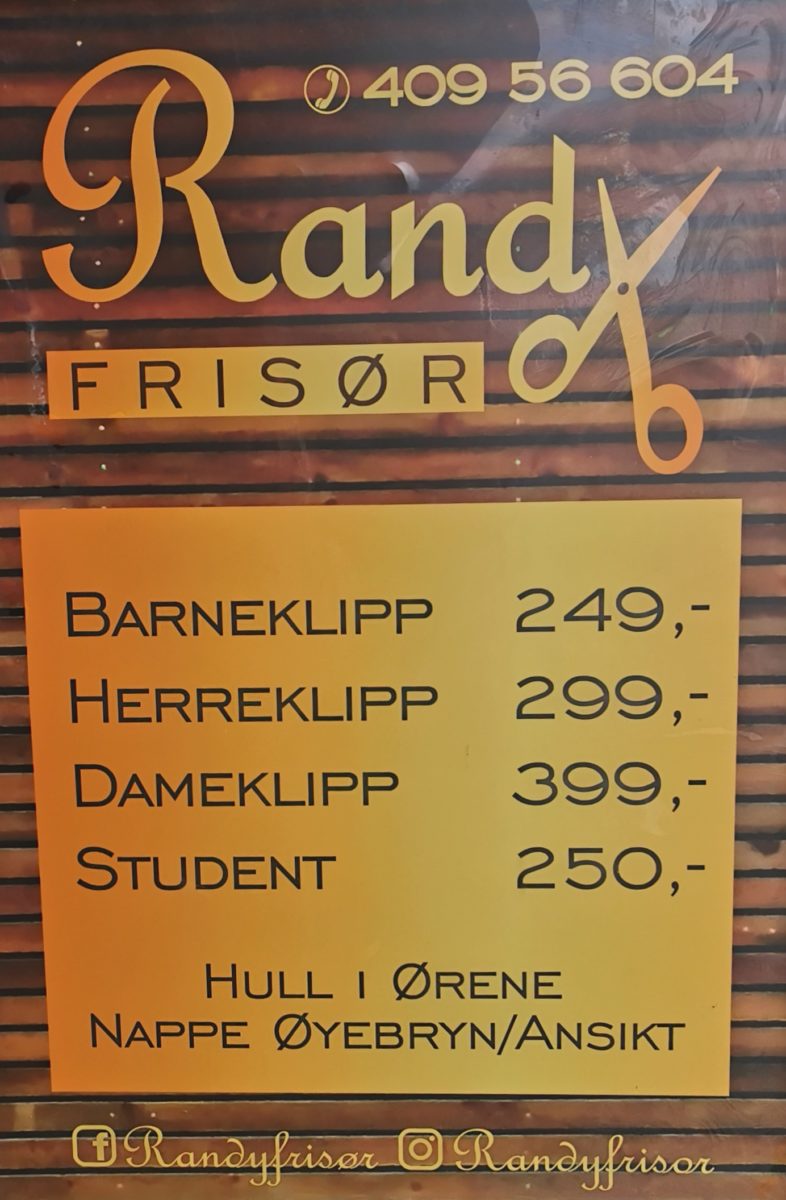 409 56 604
Randy
FRISØR
BARNEKLIPP 249,-
HERREKLIPP 299,-
DAMEKLIPP 399,-
STUDENT 250,-
HULL I ØRENE
NAPPE ØYEBRYN/ANSIKT
Randyfrisør Randyfrisor